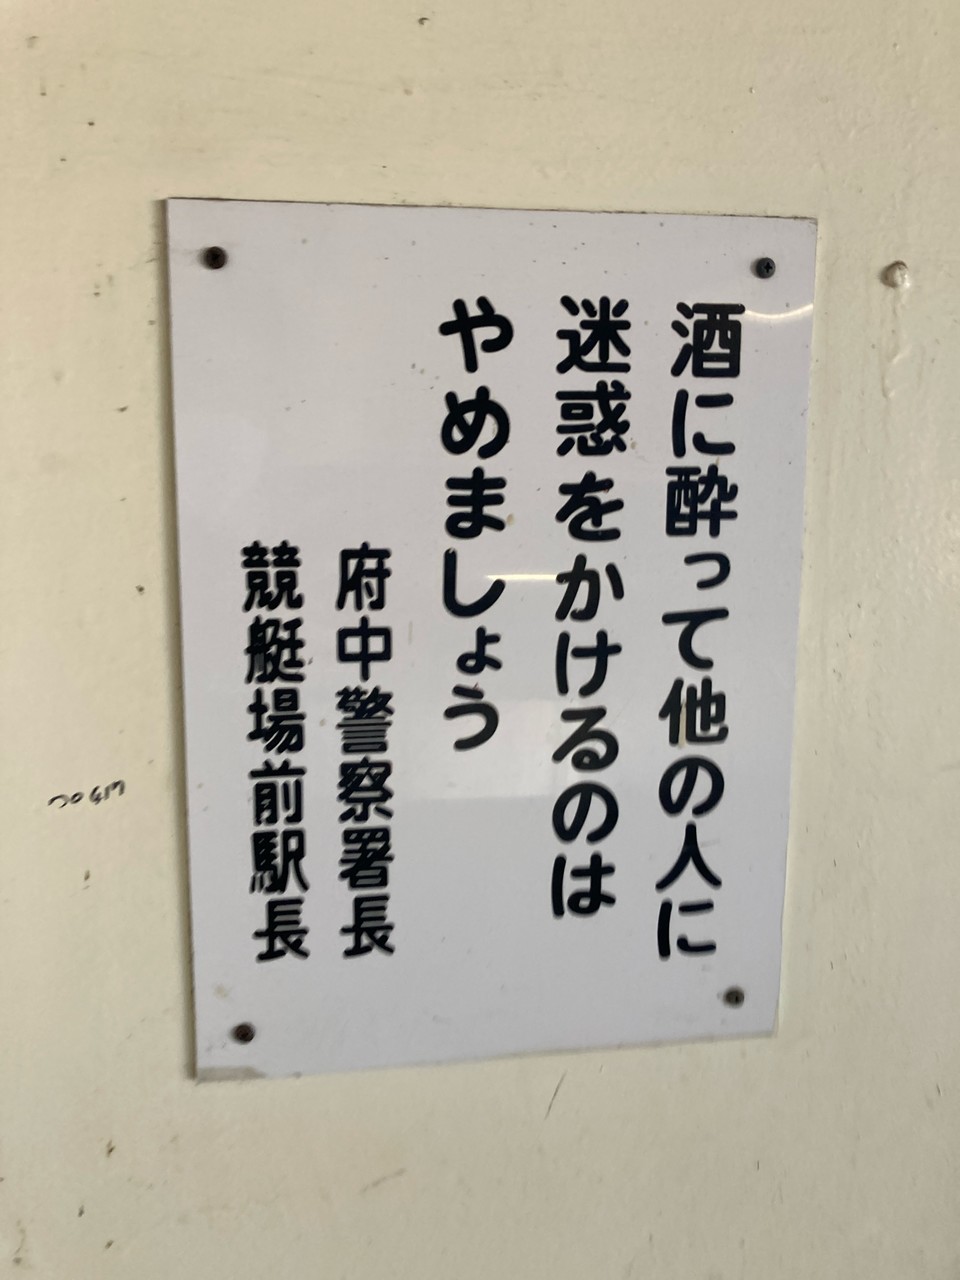 酒に酔って他の人に
迷惑をかけるのは
やめましょう
府中警察署長
競艇場前駅長